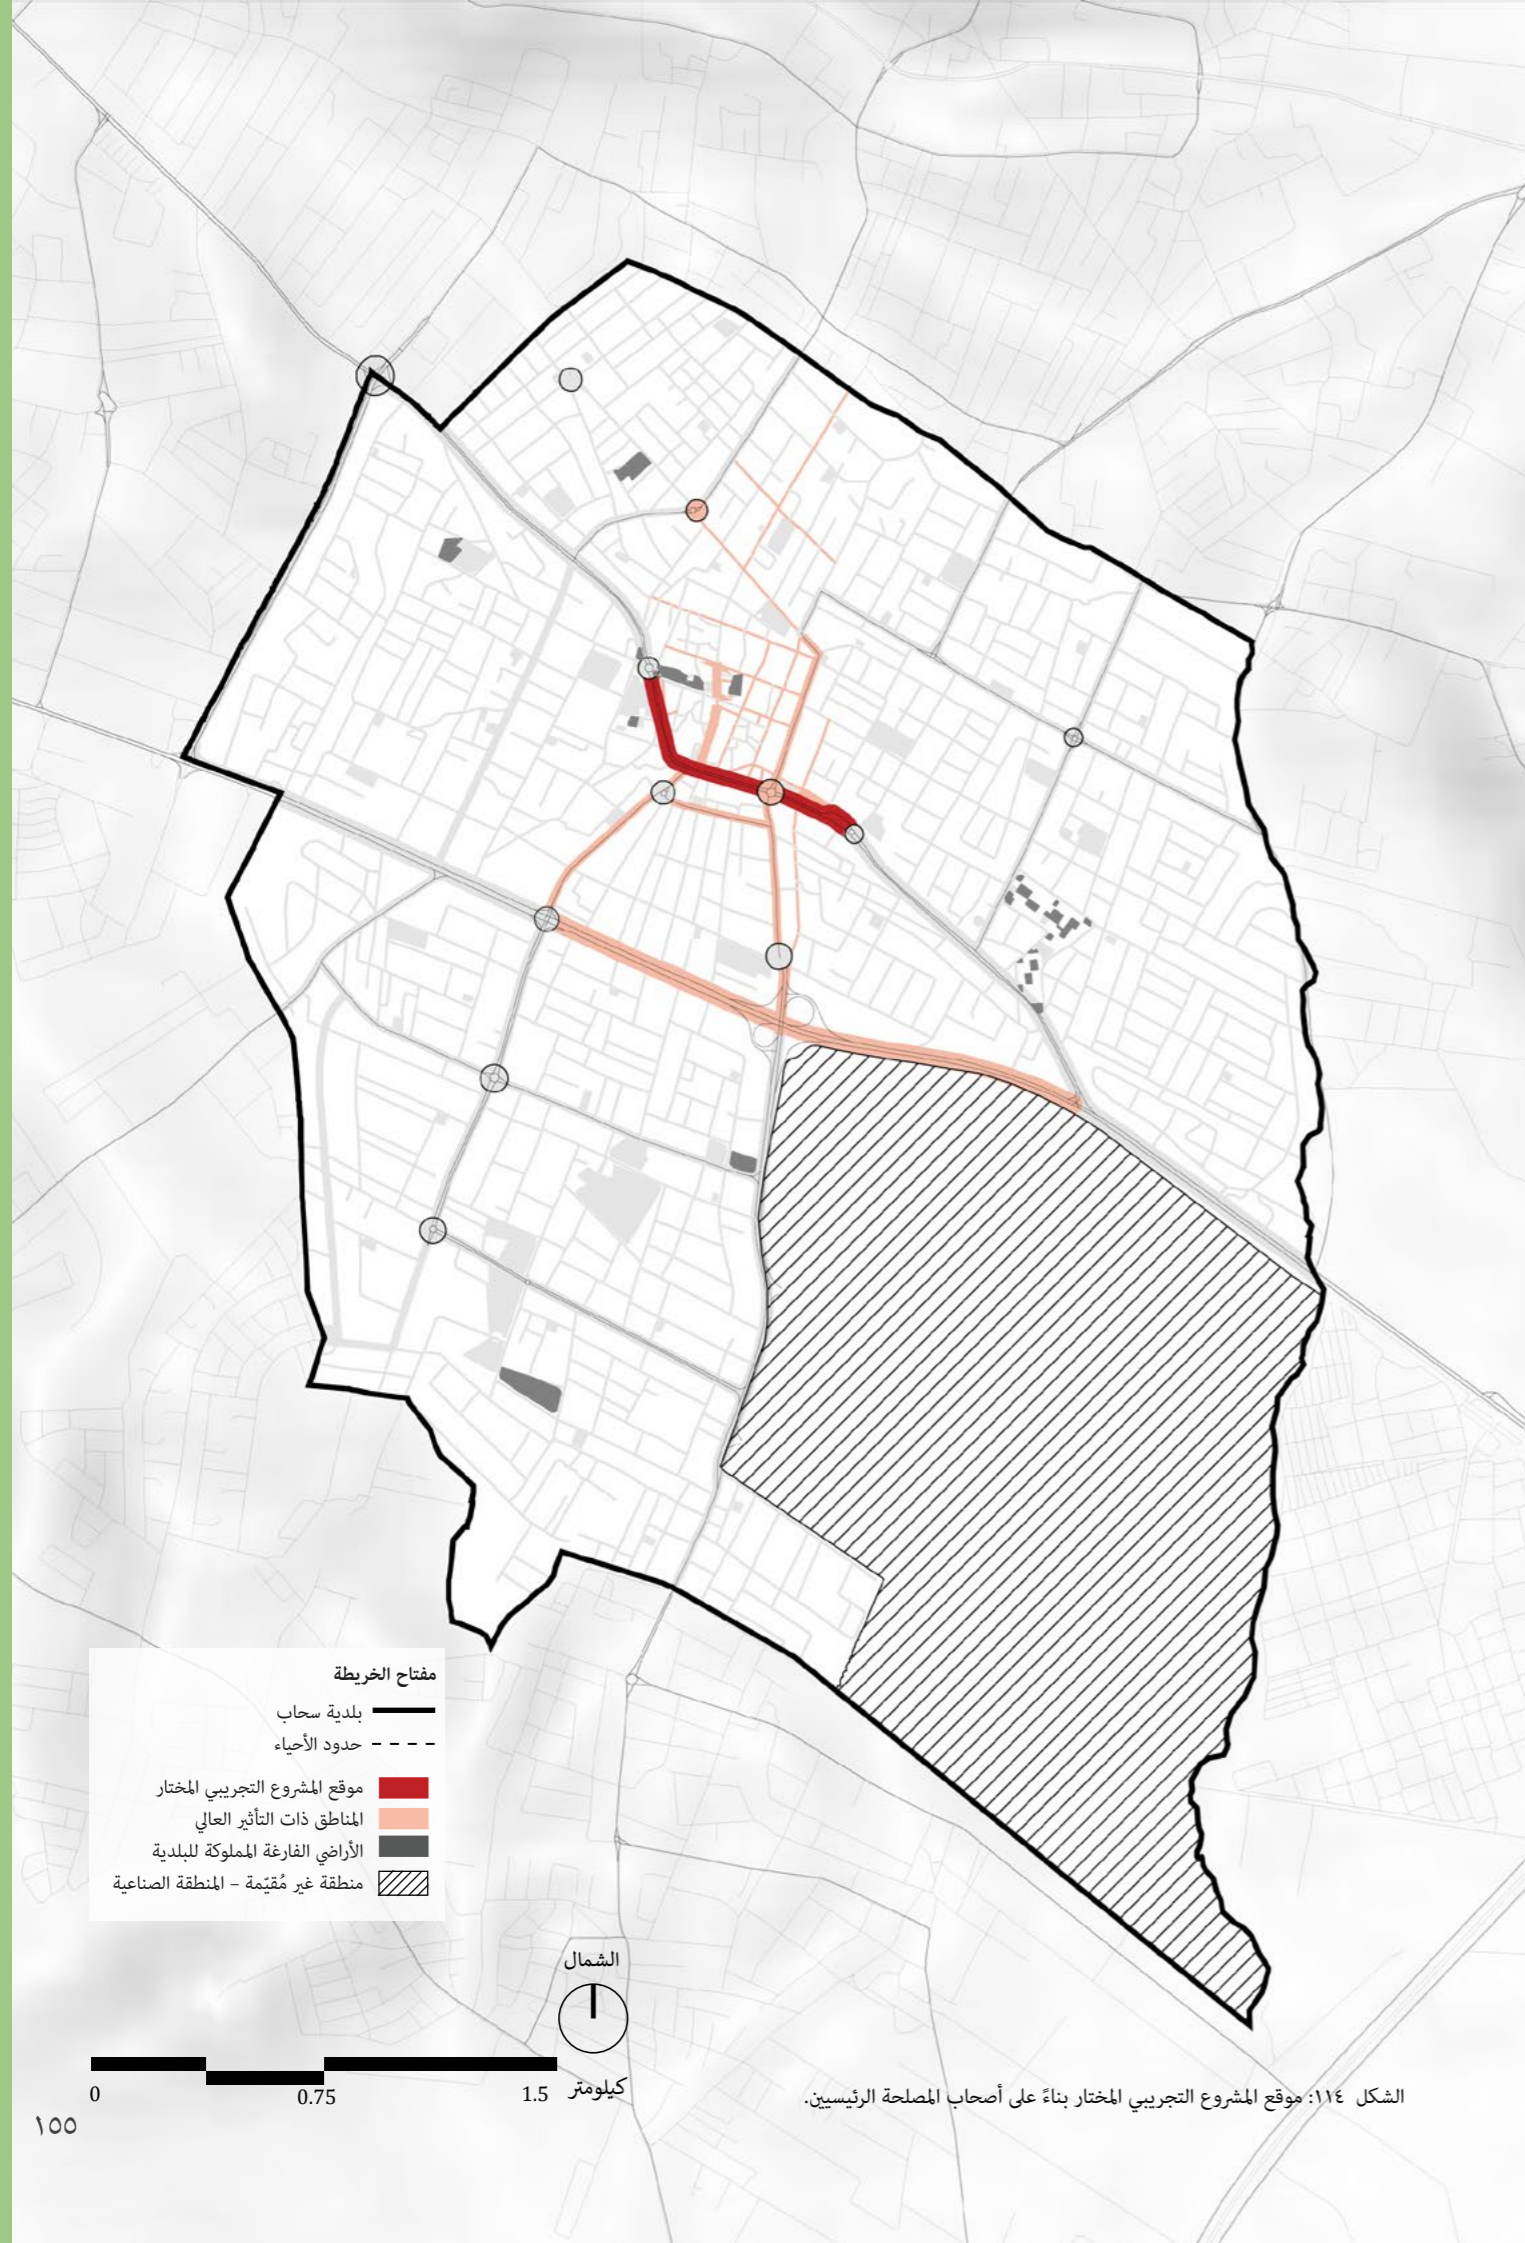 مفتاح الخريطة
بلدية سحاب
حدود الأحياء
موقع المشروع التجريبي المختار
المناطق ذات التأثير العالي
الأراضي الفارغة المملوكة للبلدية
منطقة غير مُقيّمة – المنطقة الصناعية
الشمال
0 0.75 1.5 كيلومتر
الشكل ١١٤: موقع المشروع التجريبي المختار بناءً على أصحاب المصلحة الرئيسيين.
١٥٥